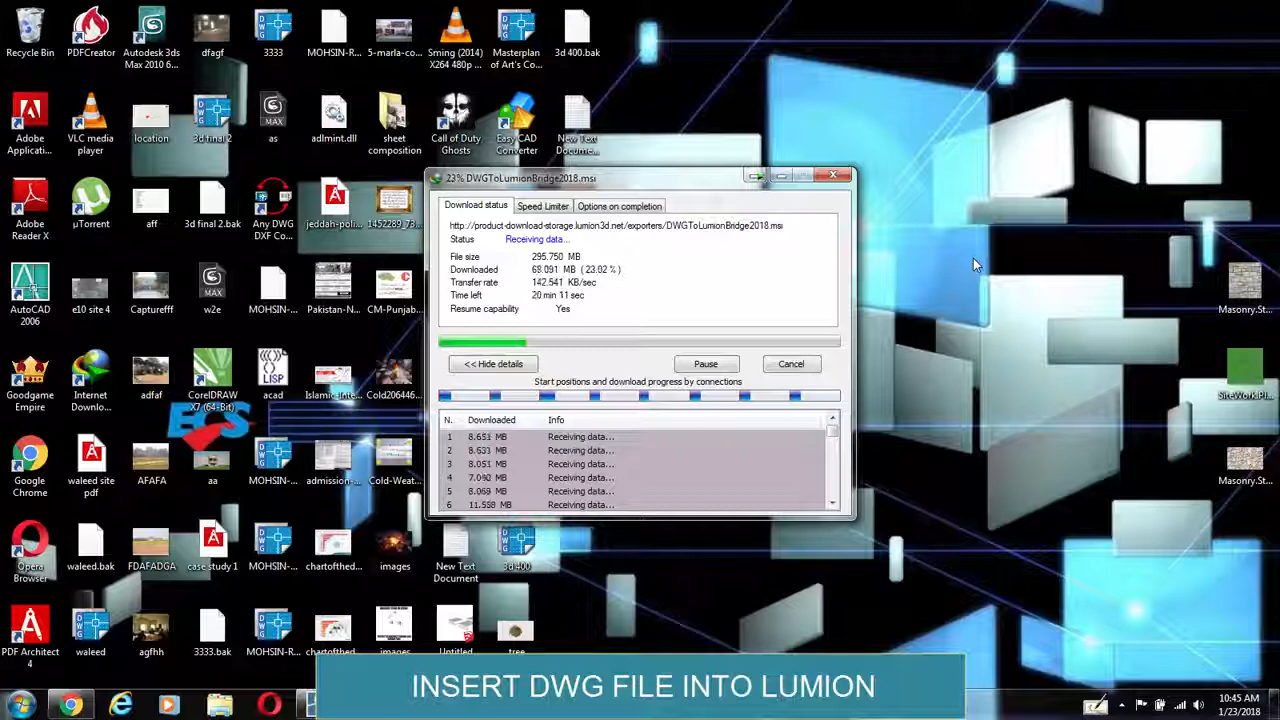 Recycle Bin
PDFCreator
Autodesk 3ds
Max 2010 6...
dfagf
3333
MOHSIN-R...
5-marla-co...
Sming (2014)
X264 480p ...
Masterplan
of Art's Co...
3d 400.bak
Adobe
Applicati...
VLC media
player
location
3d final 2
as
adlmint.dll
sheet
composition
Call of Duty
Ghosts
Easy CAD
Converter
New Text
Docume...
Adobe
Reader X
µTorrent
aff
3d final 2.bak
Any DWG
DXF Co...
jeddah-poli...
1452289_73...
AutoCAD
2006
e10 site 4
Capturefff
w2e
MOHSIN-...
Pakistan-N...
CM-Punjab...
Goodgame
Empire
Internet
Downlo...
adfaf
CorelDRAW
X7 (64-Bit)
acad
Islamic-Inte...
Cold206446...
Google
Chrome
waleed site
pdf
AFAFA
aa
MOHSIN-...
admission-...
Cold-Weat...
Opera
Browser
waleed.bak
FDAFADGA
case study 1
MOHSIN-...
chartofthed...
images
New Text
Document
3d 400
PDF Architect
4
waleed
agfhh
3333.bak
MOHSIN-R...
chartofthed...
images
Untitled
tree
Masonry.St...
SiteWork.Pl...
Masonry.St...
ECS
23% DWGToLumionBridge2018.msi
Download status
Speed Limiter
Options on completion
http://product-download-storage.lumion3d.net/exporters/DWGToLumionBridge2018.msi
Status Receiving data...
File size 295.750 MB
Downloaded 68.091 MB ( 23.02 % )
Transfer rate 142.541 KB/sec
Time left 20 min 11 sec
Resume capability Yes
<< Hide details
Pause
Cancel
Start positions and download progress by connections
N. Downloaded Info
1 8.651 MB Receiving data...
2 8.631 MB Receiving data...
3 8.051 MB Receiving data...
4 7.040 MB Receiving data...
5 8.068 MB Receiving data...
6 11.558 MB Receiving data...
INSERT DWG FILE INTO LUMION
10:45 AM
1/23/2018